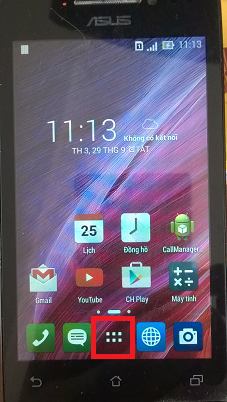 ASUS
11:13
11:13
Không có kết nối
TH 3, 29 THG 9
TẮT
25
Lịch
Đồng hồ
CallManager
Gmail
YouTube
CH Play
Máy tính